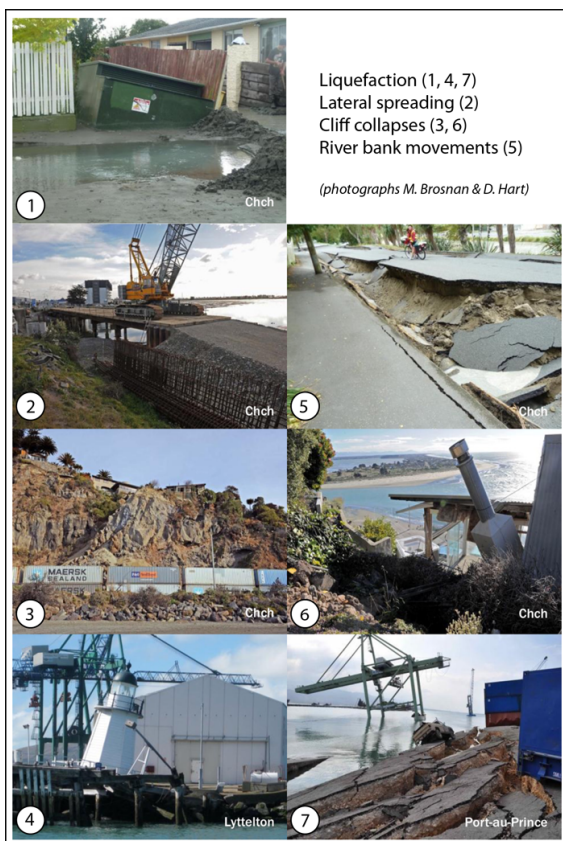 Liquefaction (1, 4, 7)
Lateral spreading (2)
Cliff collapses (3, 6)
River bank movements (5)
(photographs M. Brosnan & D. Hart)
1
Chch
2
Chch
5
Chch
MAERSK
SEALAND
3
Chch
6
Chch
4
Lyttelton
7
Port-au-Prince